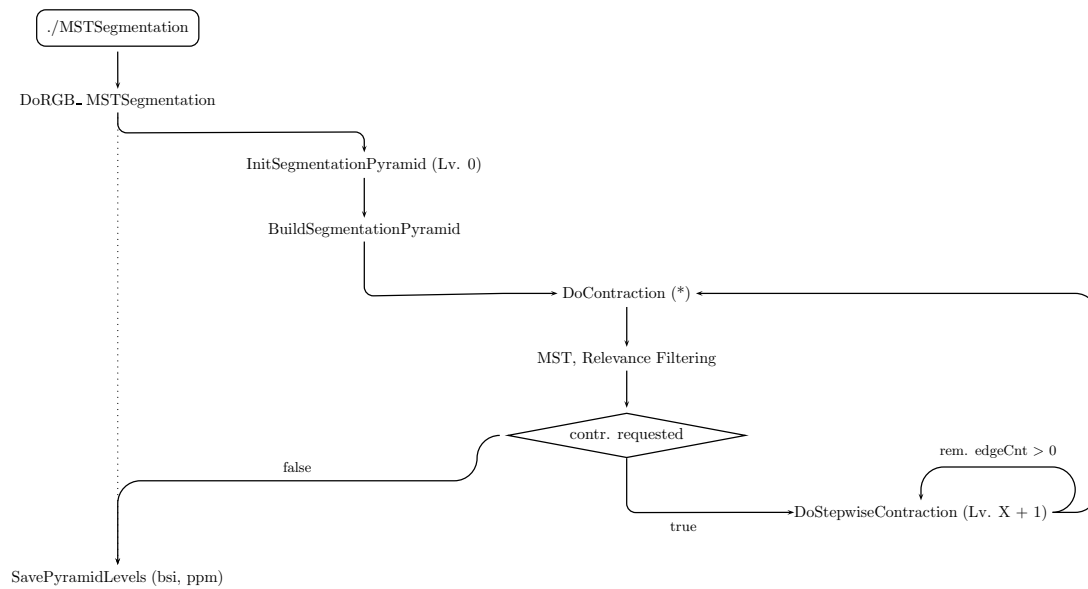 ./MSTSegmentation
DoRGB_MSTSegmentation
InitSegmentationPyramid (Lv. 0)
BuildSegmentationPyramid
DoContraction (*)
MST, Relevance Filtering
contr. requested
false
rem. edgeCnt > 0
true
DoStepwiseContraction (Lv. X + 1)
SavePyramidLevels (bsi, ppm)